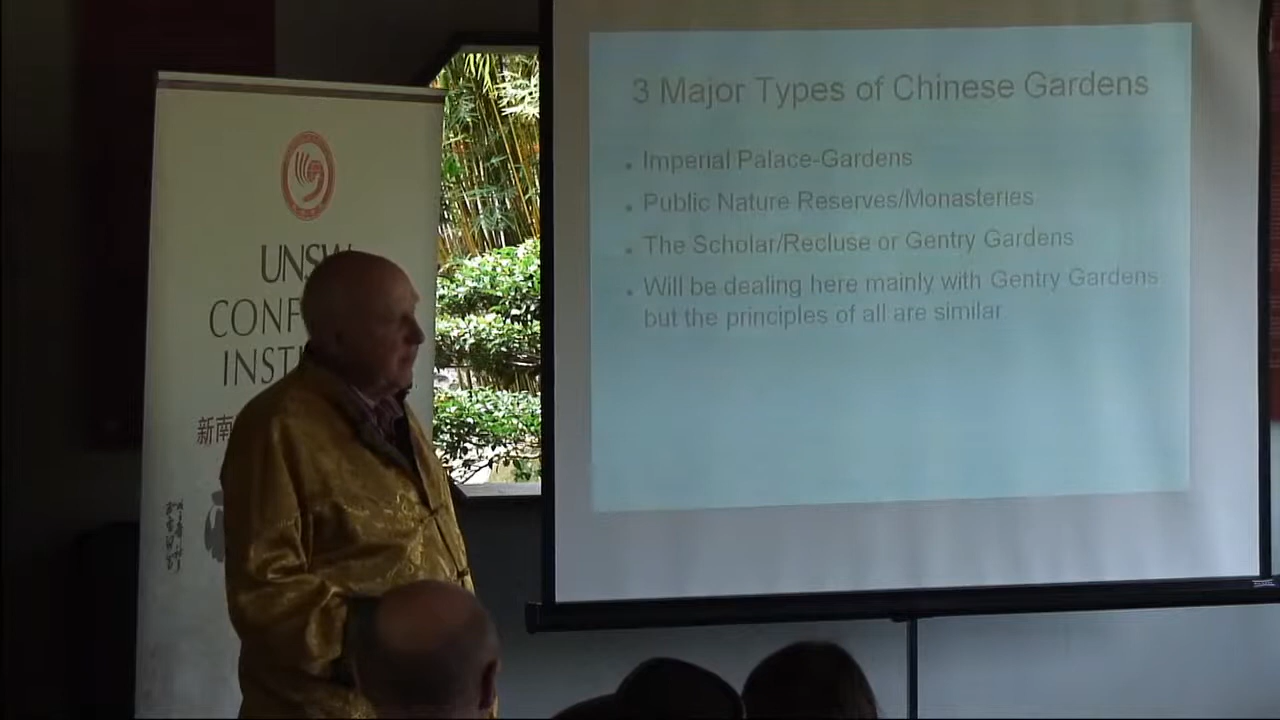 UNSW
CONF
INSTI
新南
3 Major Types of Chinese Gardens
Imperial Palace-Gardens
Public Nature Reserves/Monasteries
The Scholar/Recluse or Gentry Gardens
Will be dealing here mainly with Gentry Gardens
but the principles of all are similar